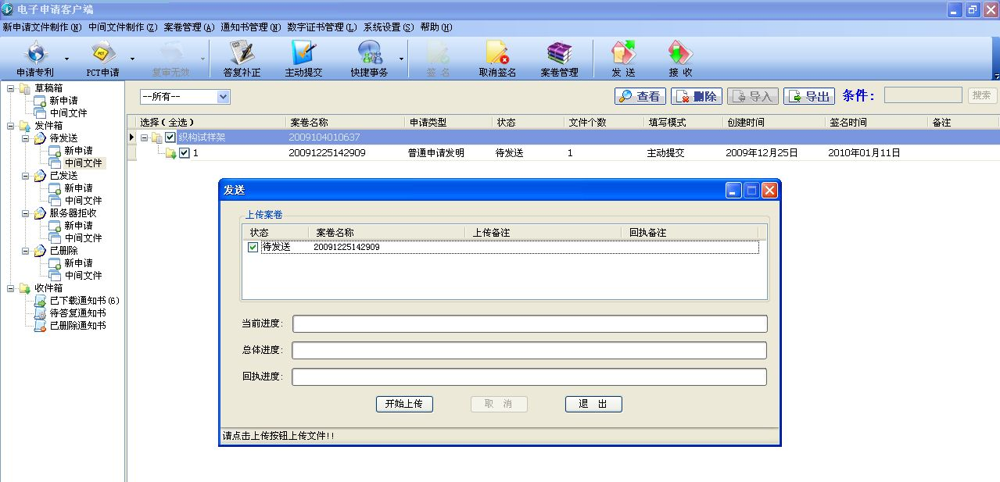 电子申请客户端
新申请文件制作(N) 中间文件制作(Z) 案卷管理(A) 通知书管理(N) 数字证书管理(L) 系统设置(S) 帮助(H)
申请专利 PCT申请 复审无效 答复补正 主动提交 快捷事务 签 名 取消签名 案卷管理 发 送 接 收
草稿箱
新申请
中间文件
发件箱
待发送
新申请
中间文件
已发送
新申请
中间文件
服务器拒收
新申请
中间文件
已删除
新申请
中间文件
收件箱
已下载通知书(6)
待答复通知书
已删除通知书
--所有-- 查看 删除 导入 导出 条件: 搜索
选择(全选) 案卷名称 申请类型 状态 文件个数 填写模式 创建时间 签名时间 备注
织构试样架 2009104010637
1 20091225142909 普通申请发明 待发送 1 主动提交 2009年12月25日 2010年01月11日
发送
上传案卷
状态 案卷名称 上传备注 回执备注
待发送 20091225142909
当前进度:
总体进度:
回执进度:
开始上传 取 消 退 出
请点击上传按钮上传文件!!